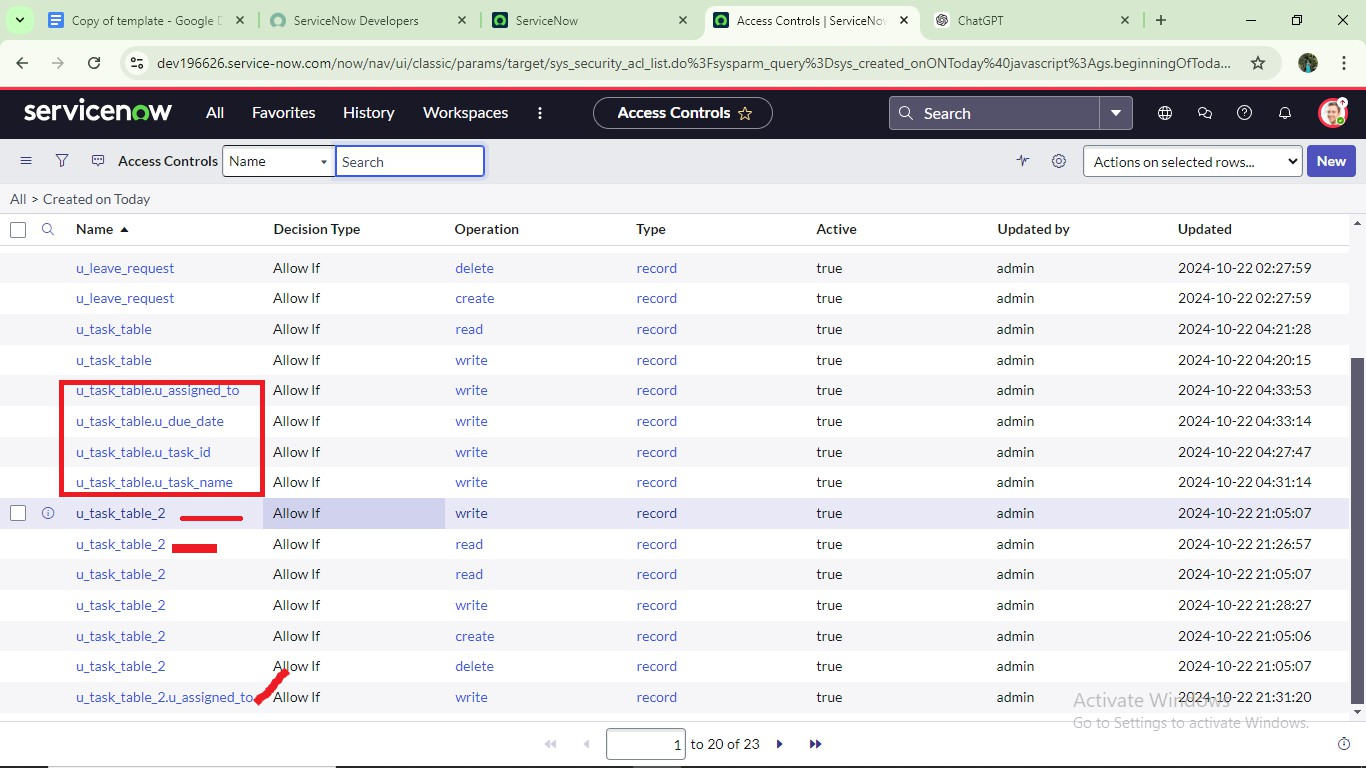 Copy of template - Google D
ServiceNow Developers
ServiceNow
Access Controls | ServiceNow
ChatGPT
dev196626.service-now.com/now/nav/ui/classic/params/target/sys_security_acl_list.do%3Fsysparm_query%3Dsys_created_onONToday%40javascript%3Ags.beginningOfToda...
servicenow All Favorites History Workspaces Access Controls Search
Access Controls Name Search Actions on selected rows... New
All > Created on Today
Name Decision Type Operation Type Active Updated by Updated
u_leave_request Allow If delete record true admin 2024-10-22 02:27:59
u_leave_request Allow If create record true admin 2024-10-22 02:27:59
u_task_table Allow If read record true admin 2024-10-22 04:21:28
u_task_table Allow If write record true admin 2024-10-22 04:20:15
u_task_table.u_assigned_to Allow If write record true admin 2024-10-22 04:33:53
u_task_table.u_due_date Allow If write record true admin 2024-10-22 04:33:14
u_task_table.u_task_id Allow If write record true admin 2024-10-22 04:27:47
u_task_table.u_task_name Allow If write record true admin 2024-10-22 04:31:14
u_task_table_2 Allow If write record true admin 2024-10-22 21:05:07
u_task_table_2 Allow If read record true admin 2024-10-22 21:26:57
u_task_table_2 Allow If read record true admin 2024-10-22 21:05:07
u_task_table_2 Allow If write record true admin 2024-10-22 21:28:27
u_task_table_2 Allow If create record true admin 2024-10-22 21:05:06
u_task_table_2 Allow If delete record true admin 2024-10-22 21:05:07
u_task_table_2.u_assigned_to Allow If write record true admin 2024-10-22 21:31:20
Activate Windows
Go to Settings to activate Windows.
1 to 20 of 23